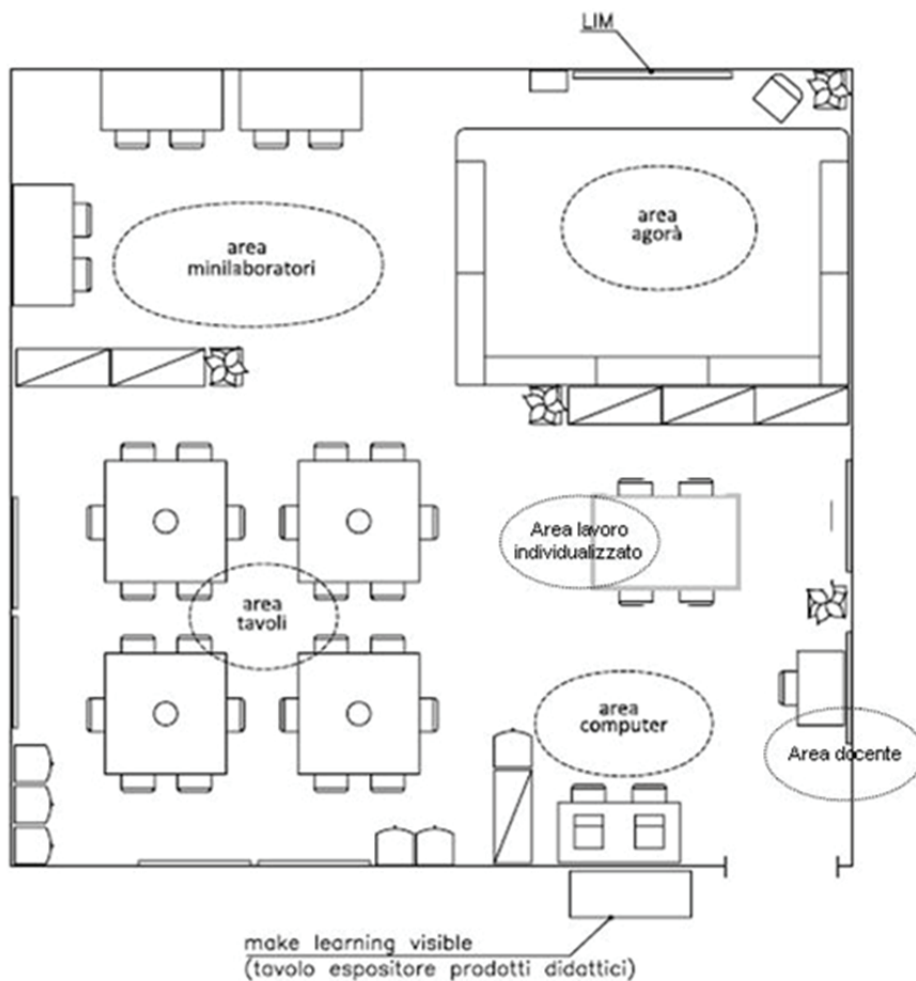 LIM
area
agorà
area
minilaboratori
Area lavoro
individualizzato
area
tavoli
area
computer
Area docente
make learning visible
(tavolo espositore prodotti didattici)